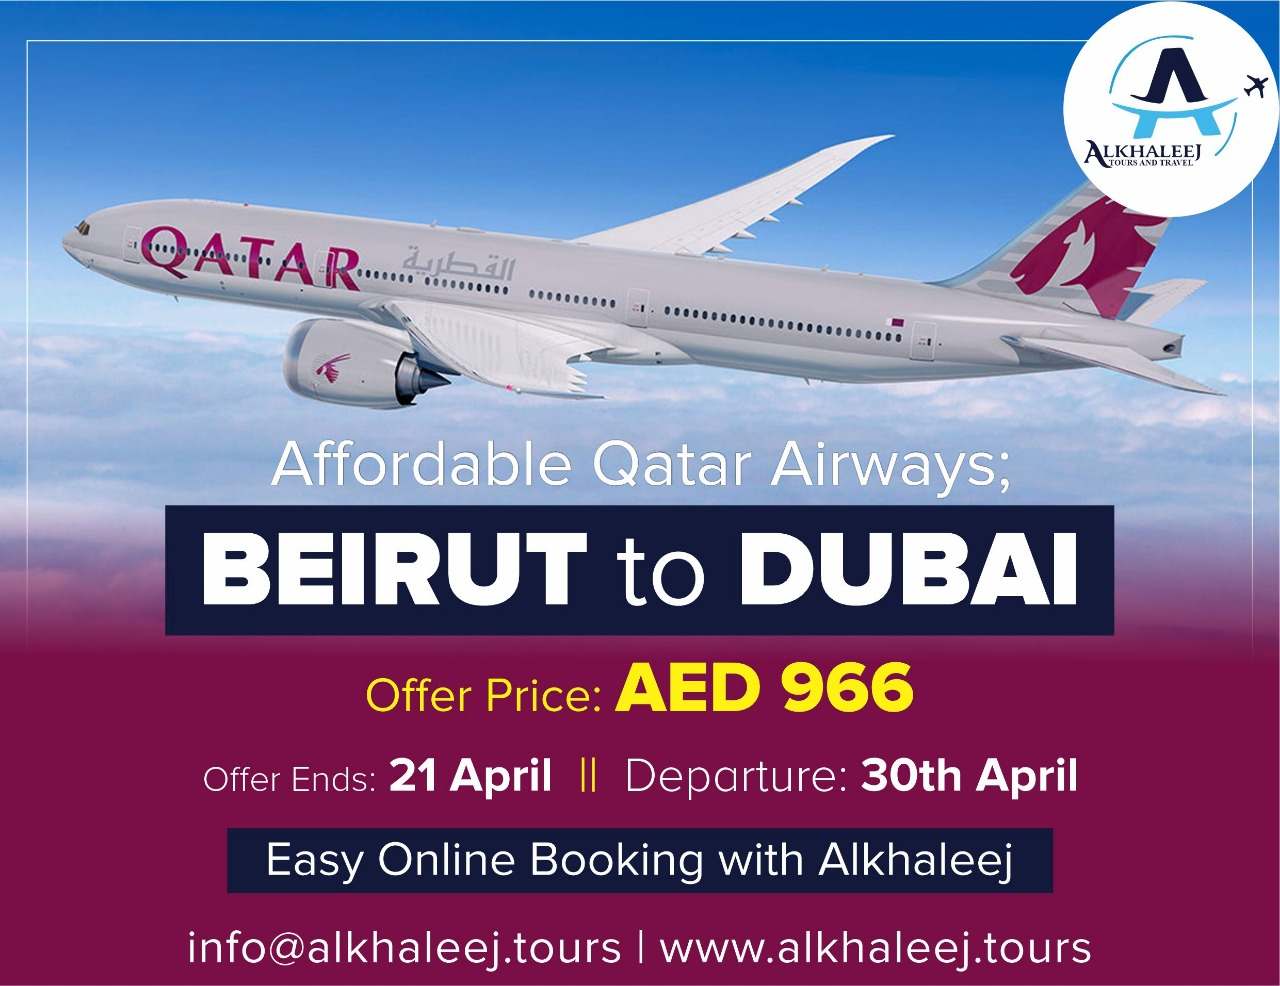 ALKHALEEJ
TOURS AND TRAVEL
QATAR القطرية
Affordable Qatar Airways;
BEIRUT to DUBAI
Offer Price: AED 966
Offer Ends: 21 April || Departure: 30th April
Easy Online Booking with Alkhaleej
info@alkhaleej.tours | www.alkhaleej.tours